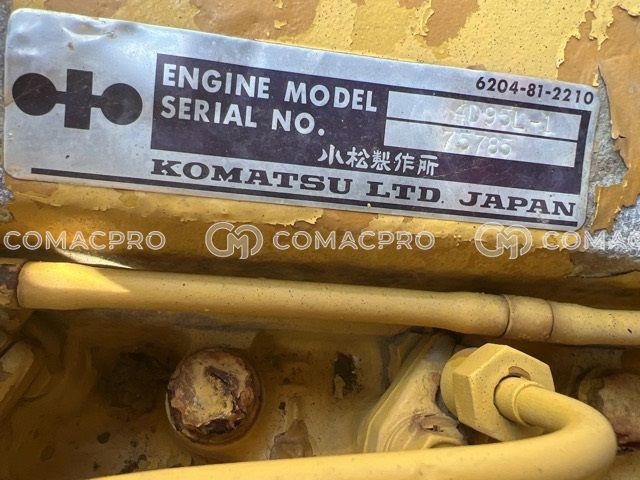 6204-81-2210
ENGINE MODEL 4D95L-1
SERIAL NO. 75785
小松製作所
KOMATSU LTD. JAPAN
COMACPRO COMACPRO COMAC